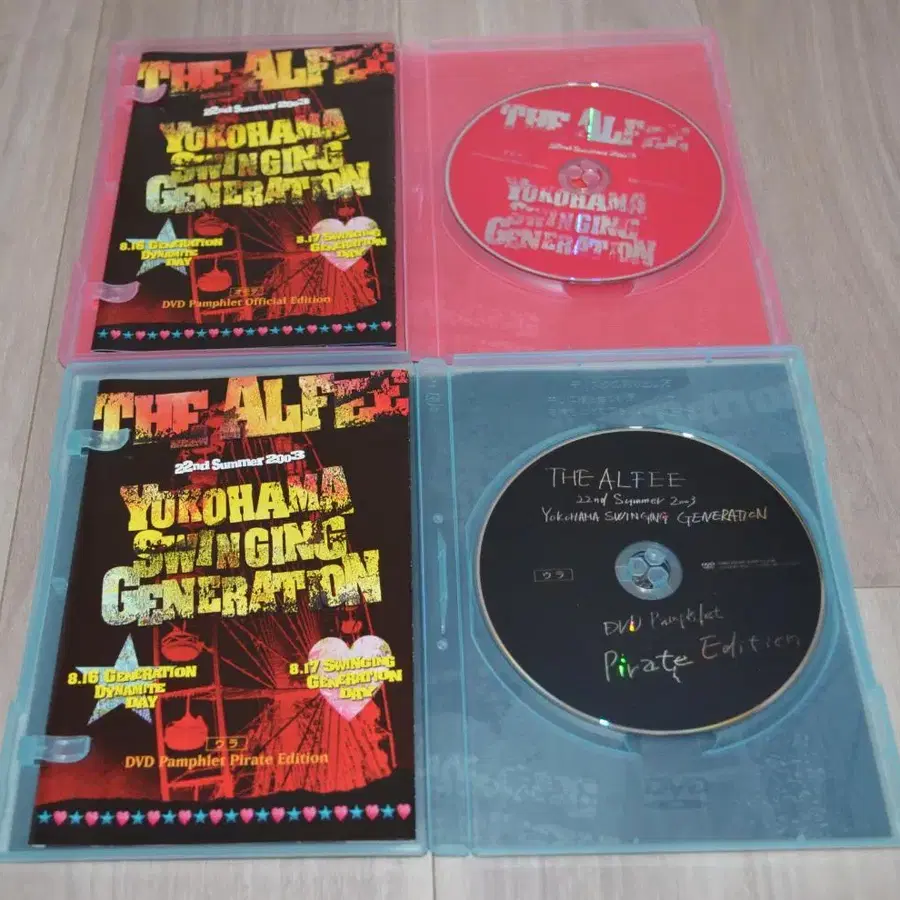 THE ALFEE
22nd Summer 2003
YOKOHAMA
SWINGING
GENERATION
8.16 GENERATION
DYNAMITE
DAY
8.17 SWINGING
GENERATION
DAY
オモテ
DVD Pamphlet Official Edition
THE ALFEE
22nd Summer 2003
YOKOHAMA
SWINGING
GENERATION
THE ALFEE
22nd Summer 2003
YOKOHAMA
SWINGING
GENERATION
8.16 GENERATION
DYNAMITE
DAY
8.17 SWINGING
GENERATION
DAY
ウラ
DVD Pamphlet Pirate Edition
THE ALFEE
22nd Summer 2003
YOKOHAMA SWINGING GENERATION
ウラ
DVD Pamphlet
Pirate Edition